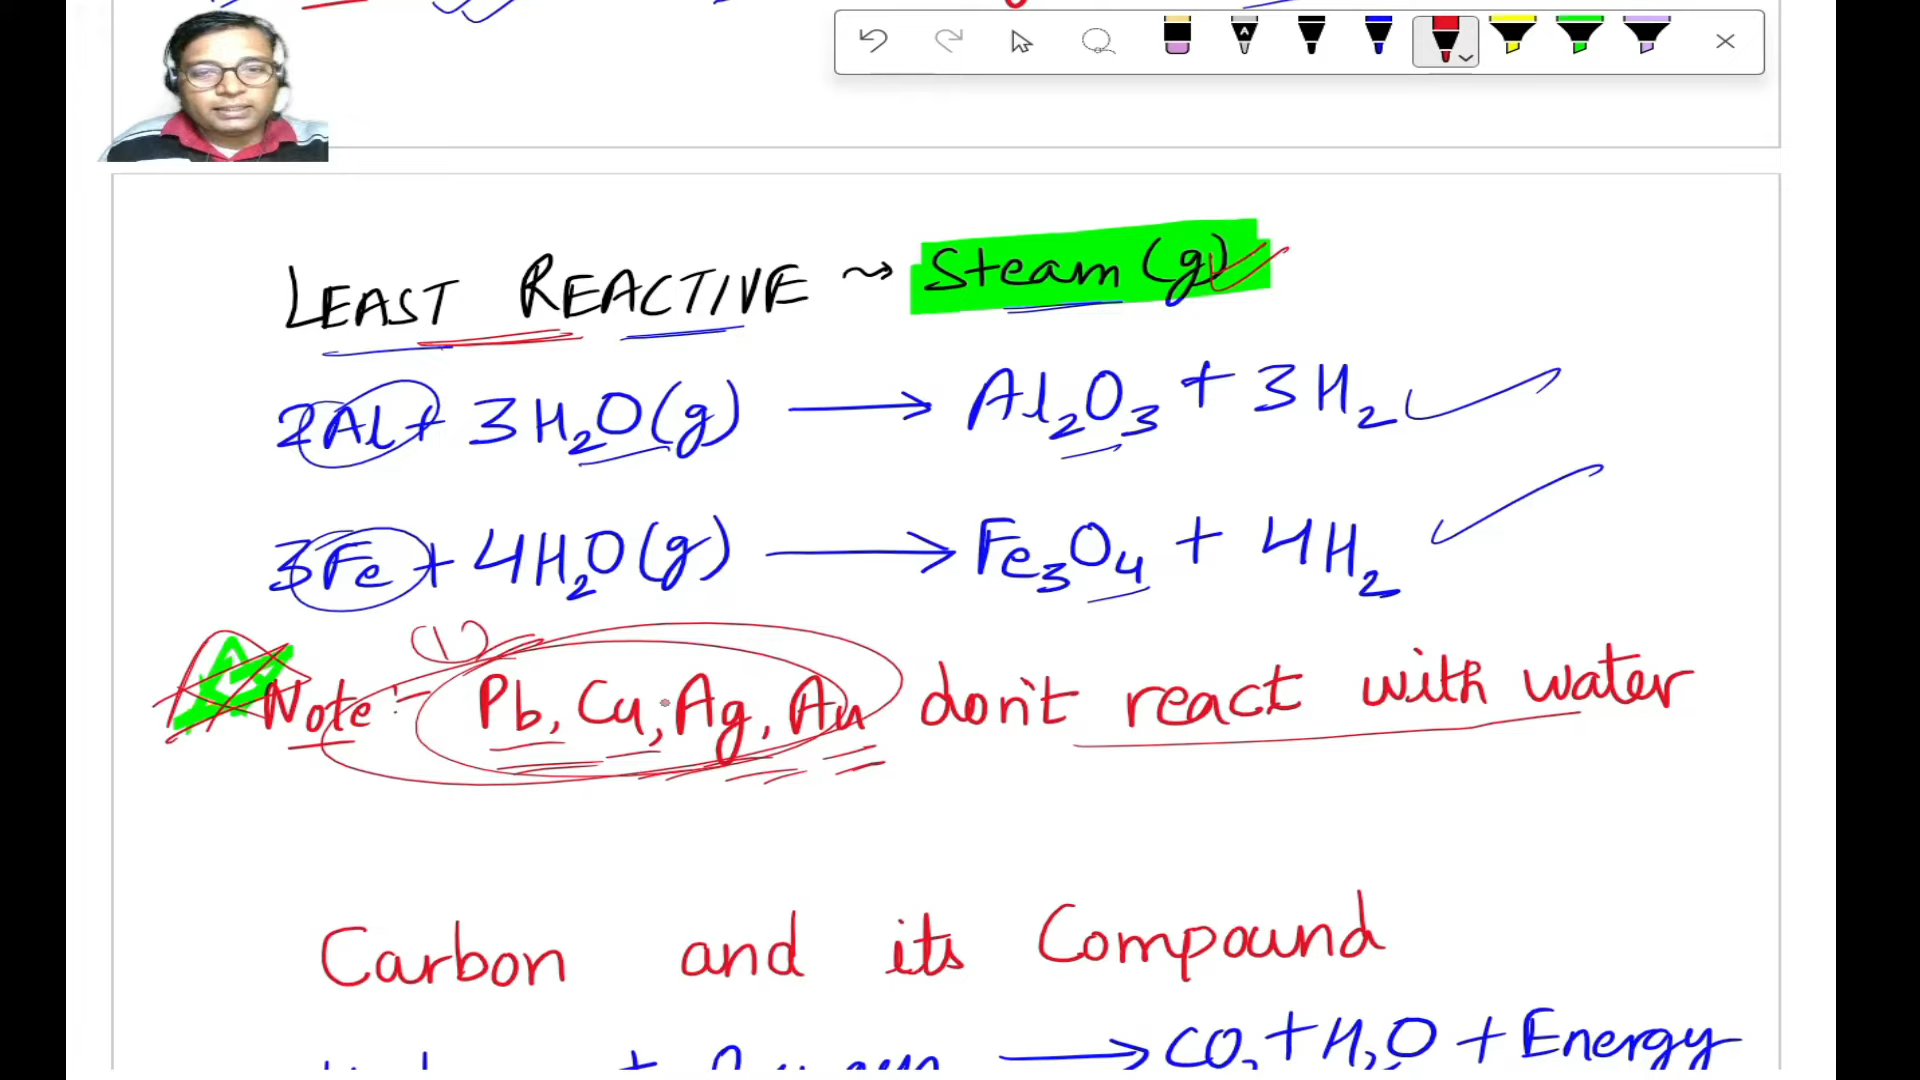 LEAST REACTIVE ⇝ Steam (g)
2Al + 3H₂O(g) ⟶ Al₂O₃ + 3H₂
3Fe + 4H₂O(g) ⟶ Fe₃O₄ + 4H₂
(1)
Note :- Pb, Cu, Ag, Au don't react with water
Carbon and its Compound
+ ⟶ CO₂ + H₂O + Energy